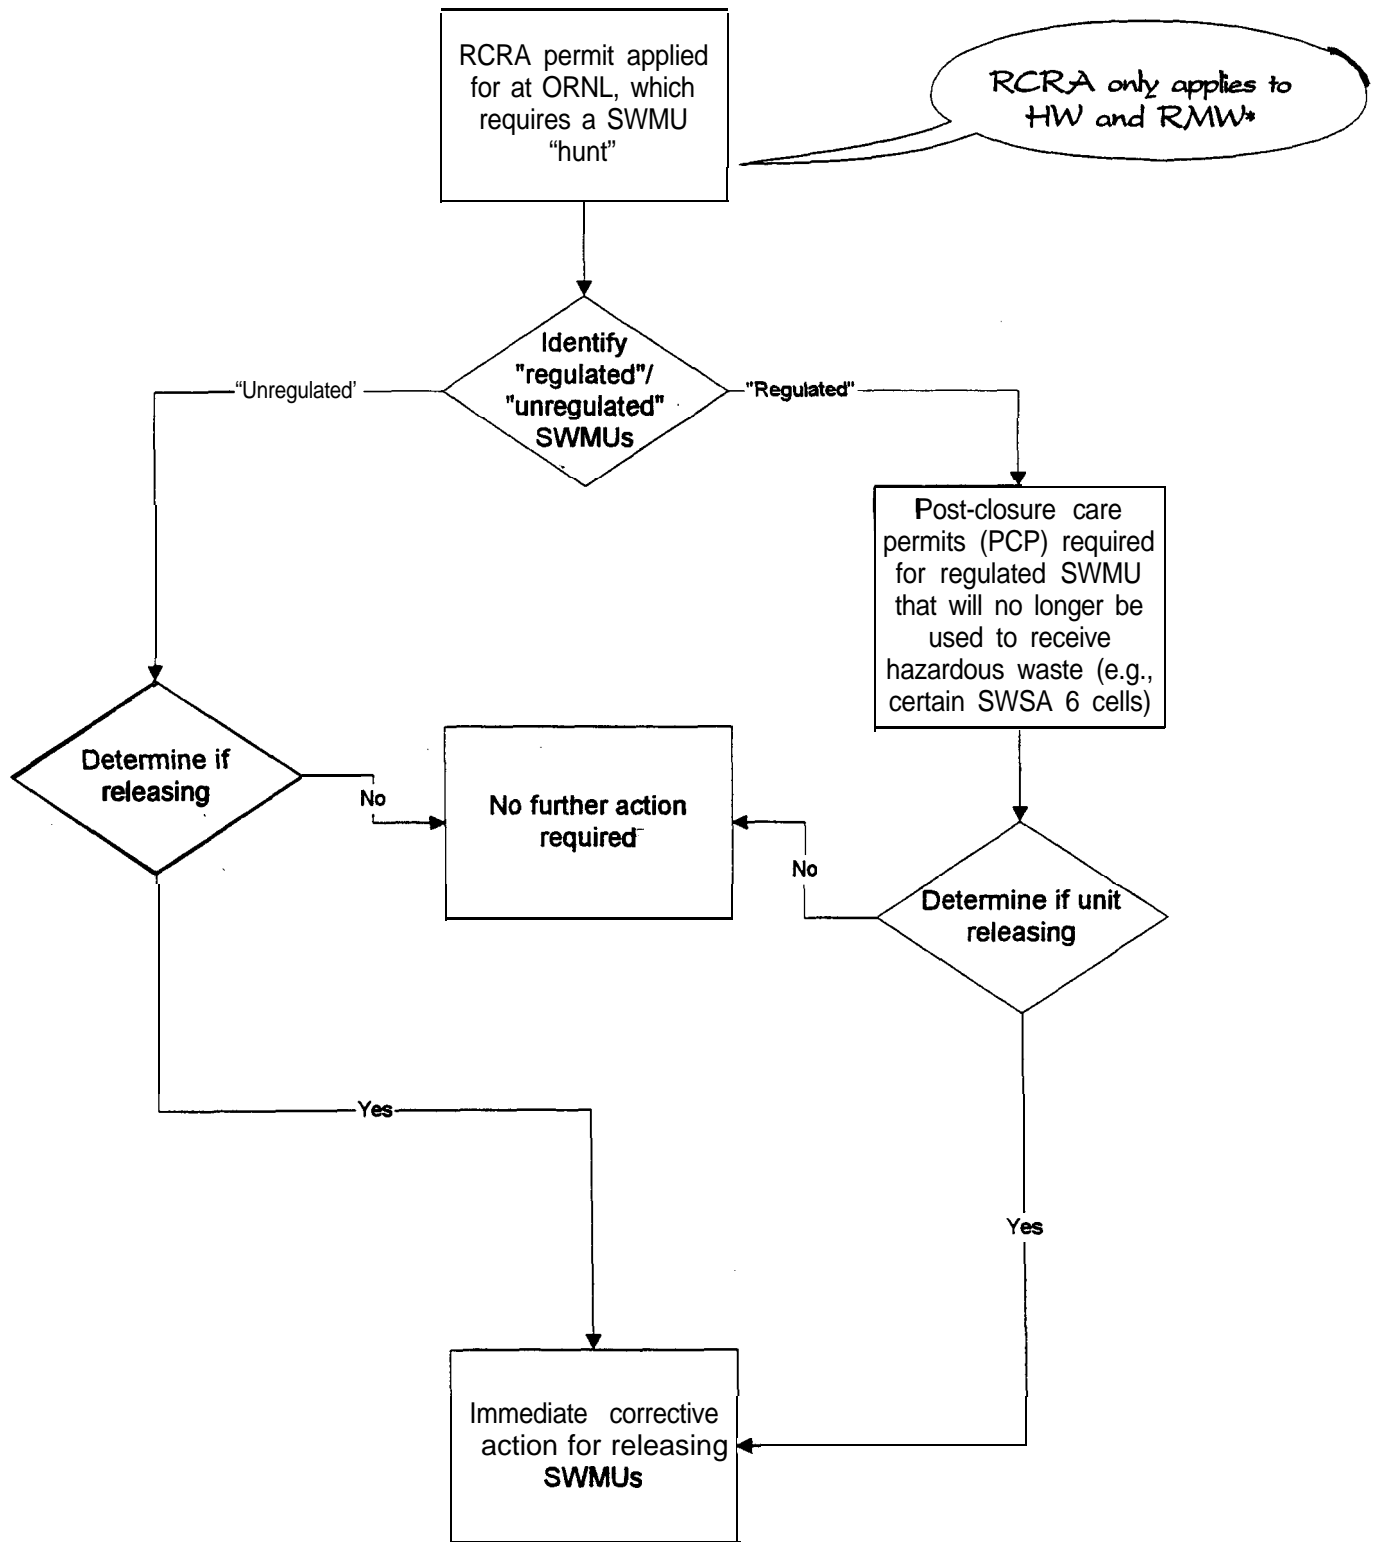 RCRA permit applied
for at ORNL, which
requires a SWMU
“hunt”
RCRA only applies to
HW and RMW*
Identify
"regulated"/
"unregulated"
SWMUs
“Unregulated’
"Regulated"
Post-closure care
permits (PCP) required
for regulated SWMU
that will no longer be
used to receive
hazardous waste (e.g.,
certain SWSA 6 cells)
Determine if
releasing
No
No further action
required
No
Determine if unit
releasing
Yes
Yes
Immediate corrective
action for releasing
SWMUs